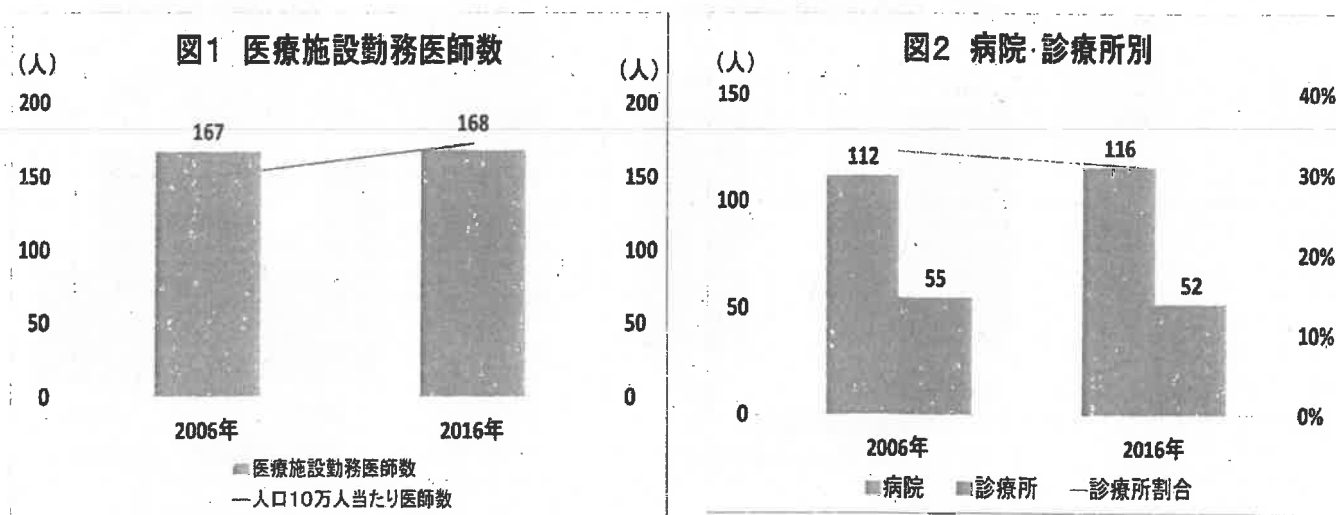 図1 医療施設勤務医師数
(人)
(人)
200
150
100
50
0
167
168
200
150
100
50
0
2006年
2016年
医療施設勤務医師数
人口10万人当たり医師数
図2 病院・診療所別
(人)
150
100
50
0
112
55
116
52
40%
30%
20%
10%
0%
2006年
2016年
病院
診療所
診療所割合